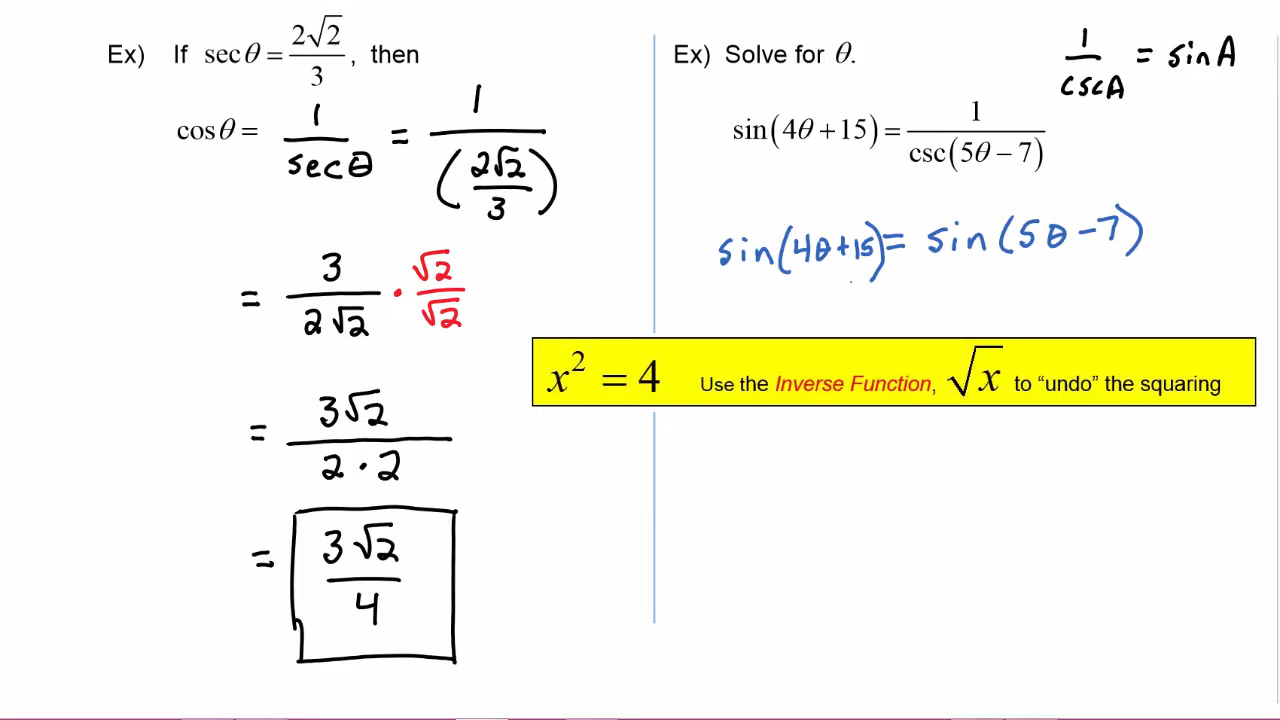 Ex) If sec θ = 2√2/3, then
cos θ = 1/secθ = 1/(2√2/3)
= 3/2√2 · √2/√2
= 3√2/2·2
= 3√2/4
Ex) Solve for θ.
1/cscA = sinA
sin(4θ+15) = 1/csc(5θ−7)
sin(4θ+15) = sin(5θ−7)
x² = 4 Use the Inverse Function, √x to “undo” the squaring